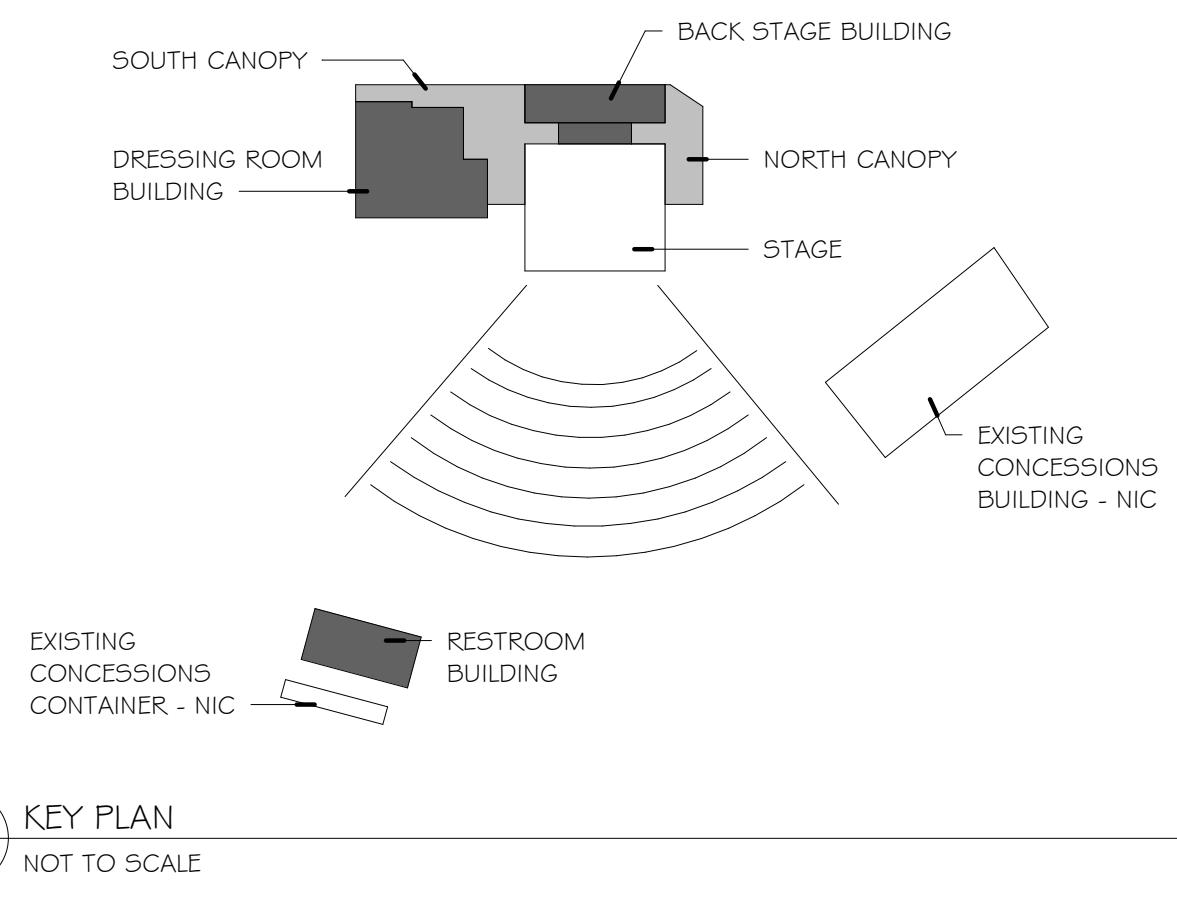 BACK STAGE BUILDING
SOUTH CANOPY
DRESSING ROOM
BUILDING
NORTH CANOPY
STAGE
EXISTING
CONCESSIONS
BUILDING - NIC
EXISTING
CONCESSIONS
CONTAINER - NIC
RESTROOM
BUILDING
KEY PLAN
NOT TO SCALE